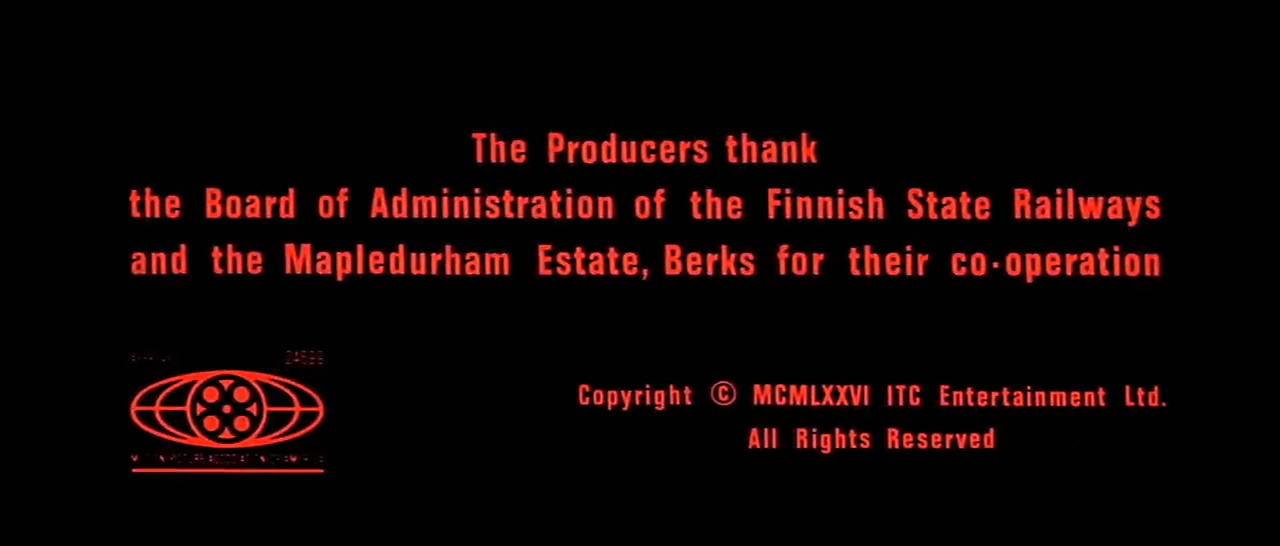 The Producers thank
the Board of Administration of the Finnish State Railways
and the Mapledurham Estate, Berks for their co-operation
Copyright © MCMLXXVI ITC Entertainment Ltd.
All Rights Reserved